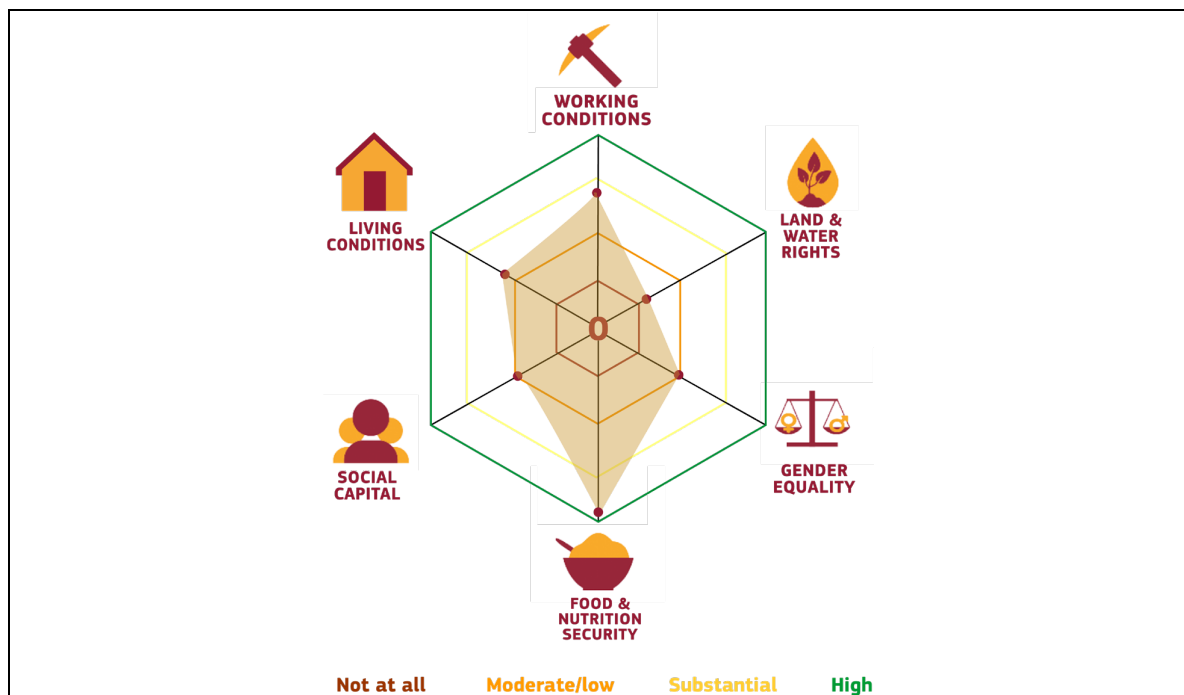 WORKING
CONDITIONS
LAND &
WATER
RIGHTS
LIVING
CONDITIONS
0
SOCIAL
CAPITAL
GENDER
EQUALITY
FOOD &
NUTRITION
SECURITY
Not at all Moderate/low Substantial High